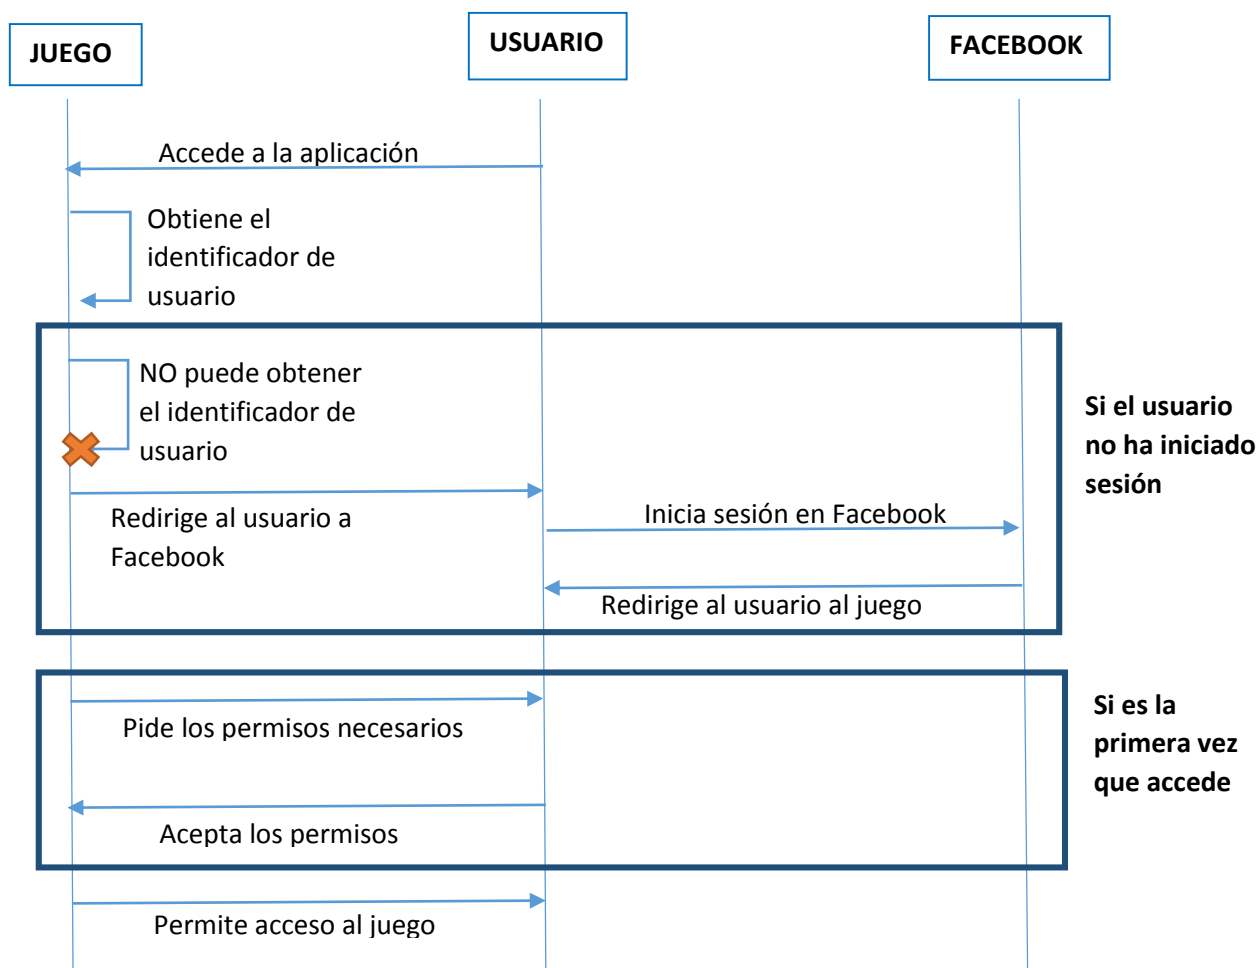 JUEGO
USUARIO
FACEBOOK
Accede a la aplicación
Obtiene el
identificador de
usuario
NO puede obtener
el identificador de
usuario
Si el usuario
no ha iniciado
sesión
Redirige al usuario a
Facebook
Inicia sesión en Facebook
Redirige al usuario al juego
Pide los permisos necesarios
Si es la
primera vez
que accede
Acepta los permisos
Permite acceso al juego